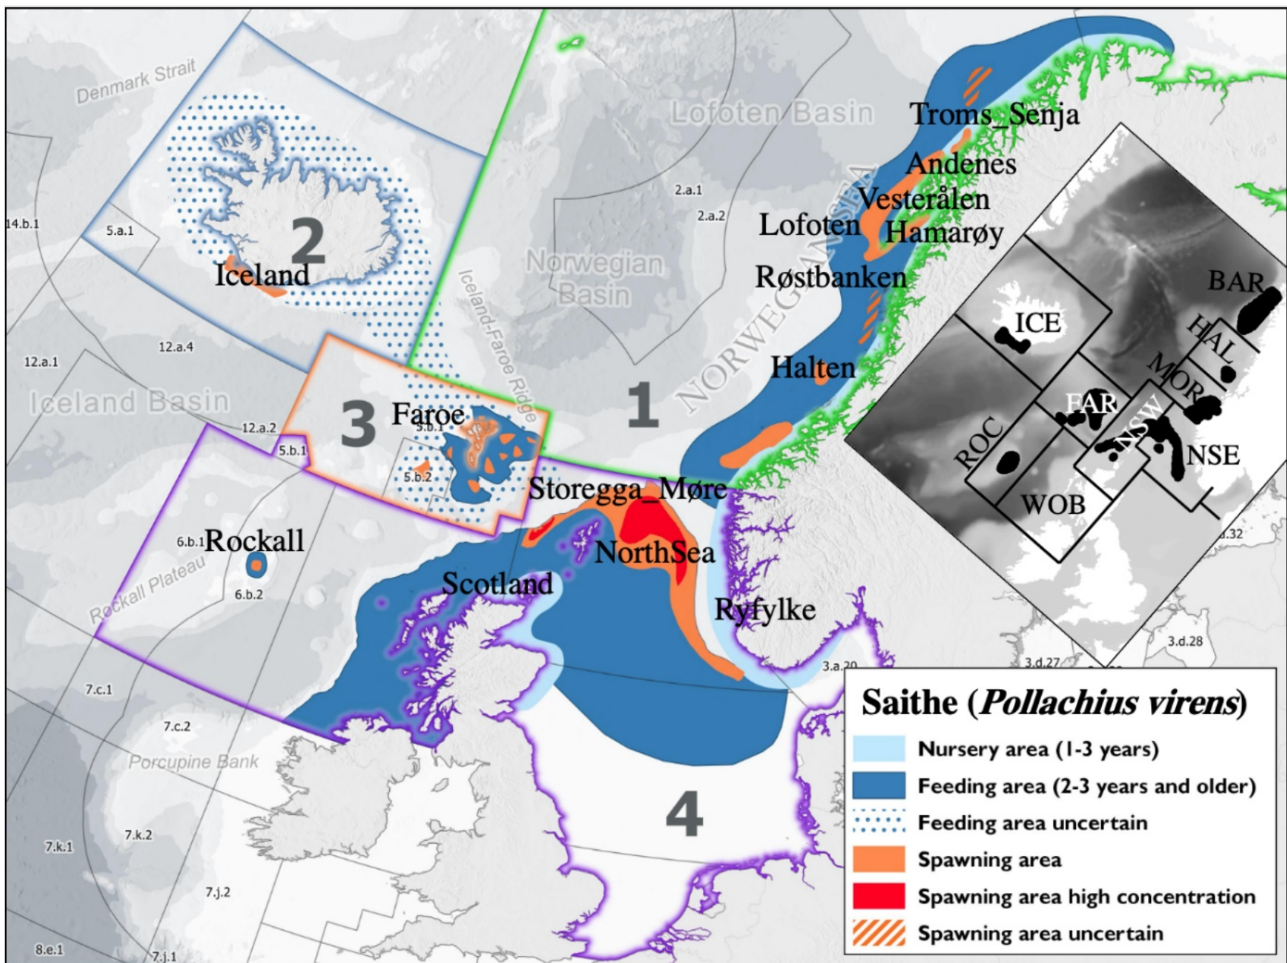 Denmark Strait
Lofoten Basin
Troms_Senja
Andenes
2.a.1
14.b.1
5.a.1
2
2.a.2
Vesterålen
Lofoten
Hamarøy
NORWEGIAN SEA
Norwegian
Basin
Iceland
Røstbanken
BAR
ICE
HAL
Iceland-Faroe Ridge
12.a.1
12.a.4
Halten
MOR
Iceland Basin
3
Faroe
1
FAR
NSW
12.a.2
5.b.1
5.b.1
ROC
NSE
5.b.2
Storegga_Møre
WOB
6.b.1
Rockall
NorthSea
3.d.32
Rockall Plateau
6.b.2
Scotland
Ryfylke
3.a.20
3.d.27
3.d.28
7.c.1
7.c.2
Porcupine Bank
4
7.k.2
7.k.1
7.j.2
8.e.1
7.j.1
Saithe (Pollachius virens)
Nursery area (1-3 years)
Feeding area (2-3 years and older)
Feeding area uncertain
Spawning area
Spawning area high concentration
Spawning area uncertain